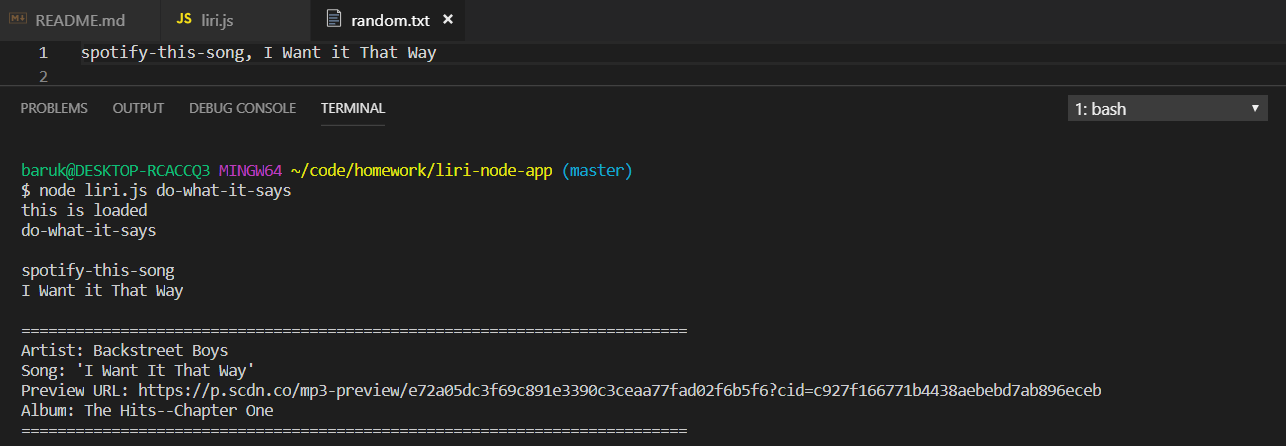 README.md JS liri.js random.txt ×
1 spotify-this-song, I Want it That Way
2
PROBLEMS OUTPUT DEBUG CONSOLE TERMINAL 1: bash
baruk@DESKTOP-RCACCQ3 MINGW64 ~/code/homework/liri-node-app (master)
$ node liri.js do-what-it-says
this is loaded
do-what-it-says
spotify-this-song
I Want it That Way
==========================================================================
Artist: Backstreet Boys
Song: 'I Want It That Way'
Preview URL: https://p.scdn.co/mp3-preview/e72a05dc3f69c891e3390c3ceaa77fad02f6b5f6?cid=c927f166771b4438aebebd7ab896eceb
Album: The Hits--Chapter One
==========================================================================